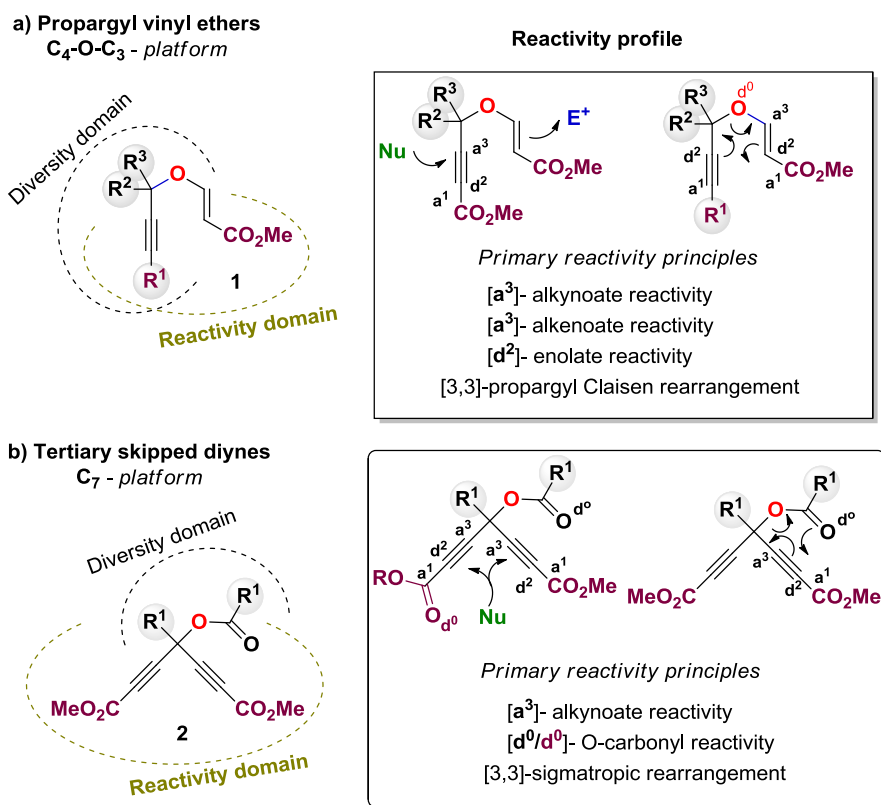 a) Propargyl vinyl ethers
C₄-O-C₃ - platform
Reactivity profile
Diversity domain
R³
R²
O
CO₂Me
R¹
1
Reactivity domain
R³
R²
O
E⁺
Nu
a³
d²
a¹
CO₂Me
CO₂Me
R³
R²
d⁰
O
a³
d²
d²
a¹
a¹
CO₂Me
R¹
Primary reactivity principles
[a³]- alkynoate reactivity
[a³]- alkenoate reactivity
[d²]- enolate reactivity
[3,3]-propargyl Claisen rearrangement
b) Tertiary skipped diynes
C₇ - platform
Diversity domain
R¹
R¹
O
O
MeO₂C
CO₂Me
2
Reactivity domain
R¹
R¹
O
O
dᵒ
a³
d²
a³
a¹
a¹
d²
RO
CO₂Me
O
d⁰
Nu
R¹
R¹
O
O
dᵒ
a³
d²
a¹
MeO₂C
CO₂Me
Primary reactivity principles
[a³]- alkynoate reactivity
[d⁰/d⁰]- O-carbonyl reactivity
[3,3]-sigmatropic rearrangement